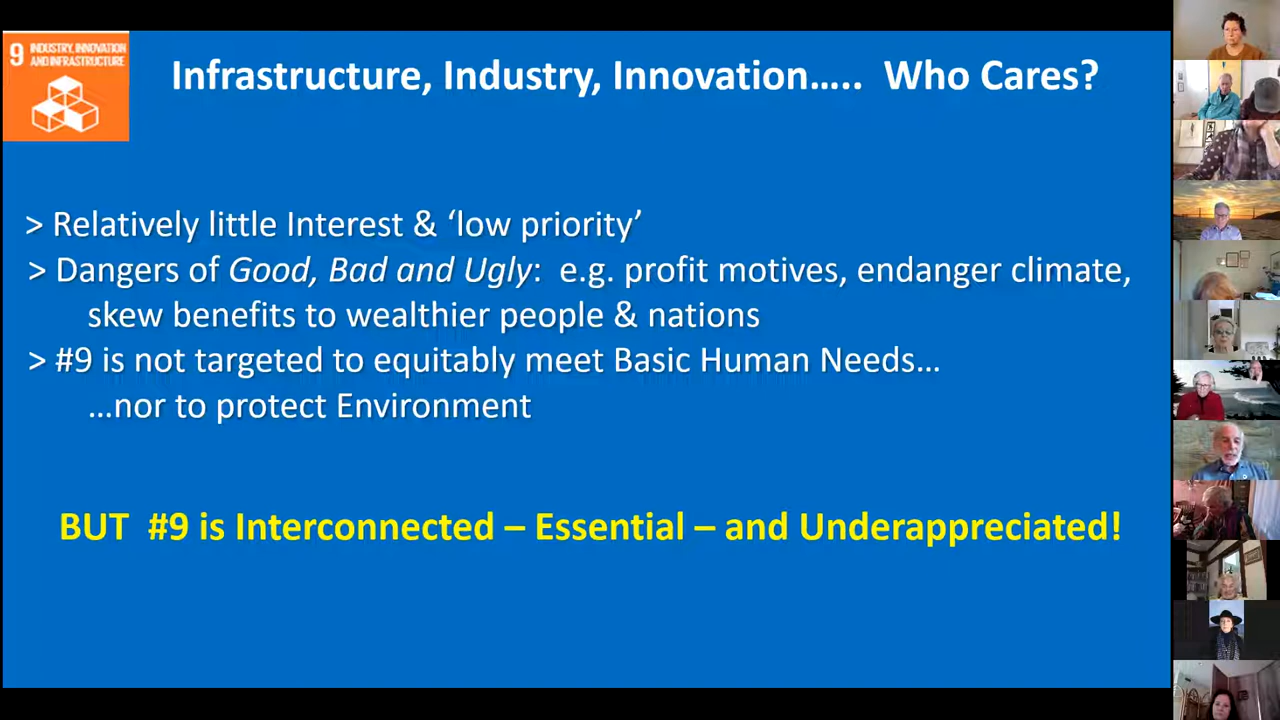 9 INDUSTRY, INNOVATION
AND INFRASTRUCTURE
Infrastructure, Industry, Innovation….. Who Cares?
> Relatively little Interest & ‘low priority’
> Dangers of Good, Bad and Ugly: e.g. profit motives, endanger climate,
skew benefits to wealthier people & nations
> #9 is not targeted to equitably meet Basic Human Needs…
…nor to protect Environment
BUT #9 is Interconnected – Essential – and Underappreciated!